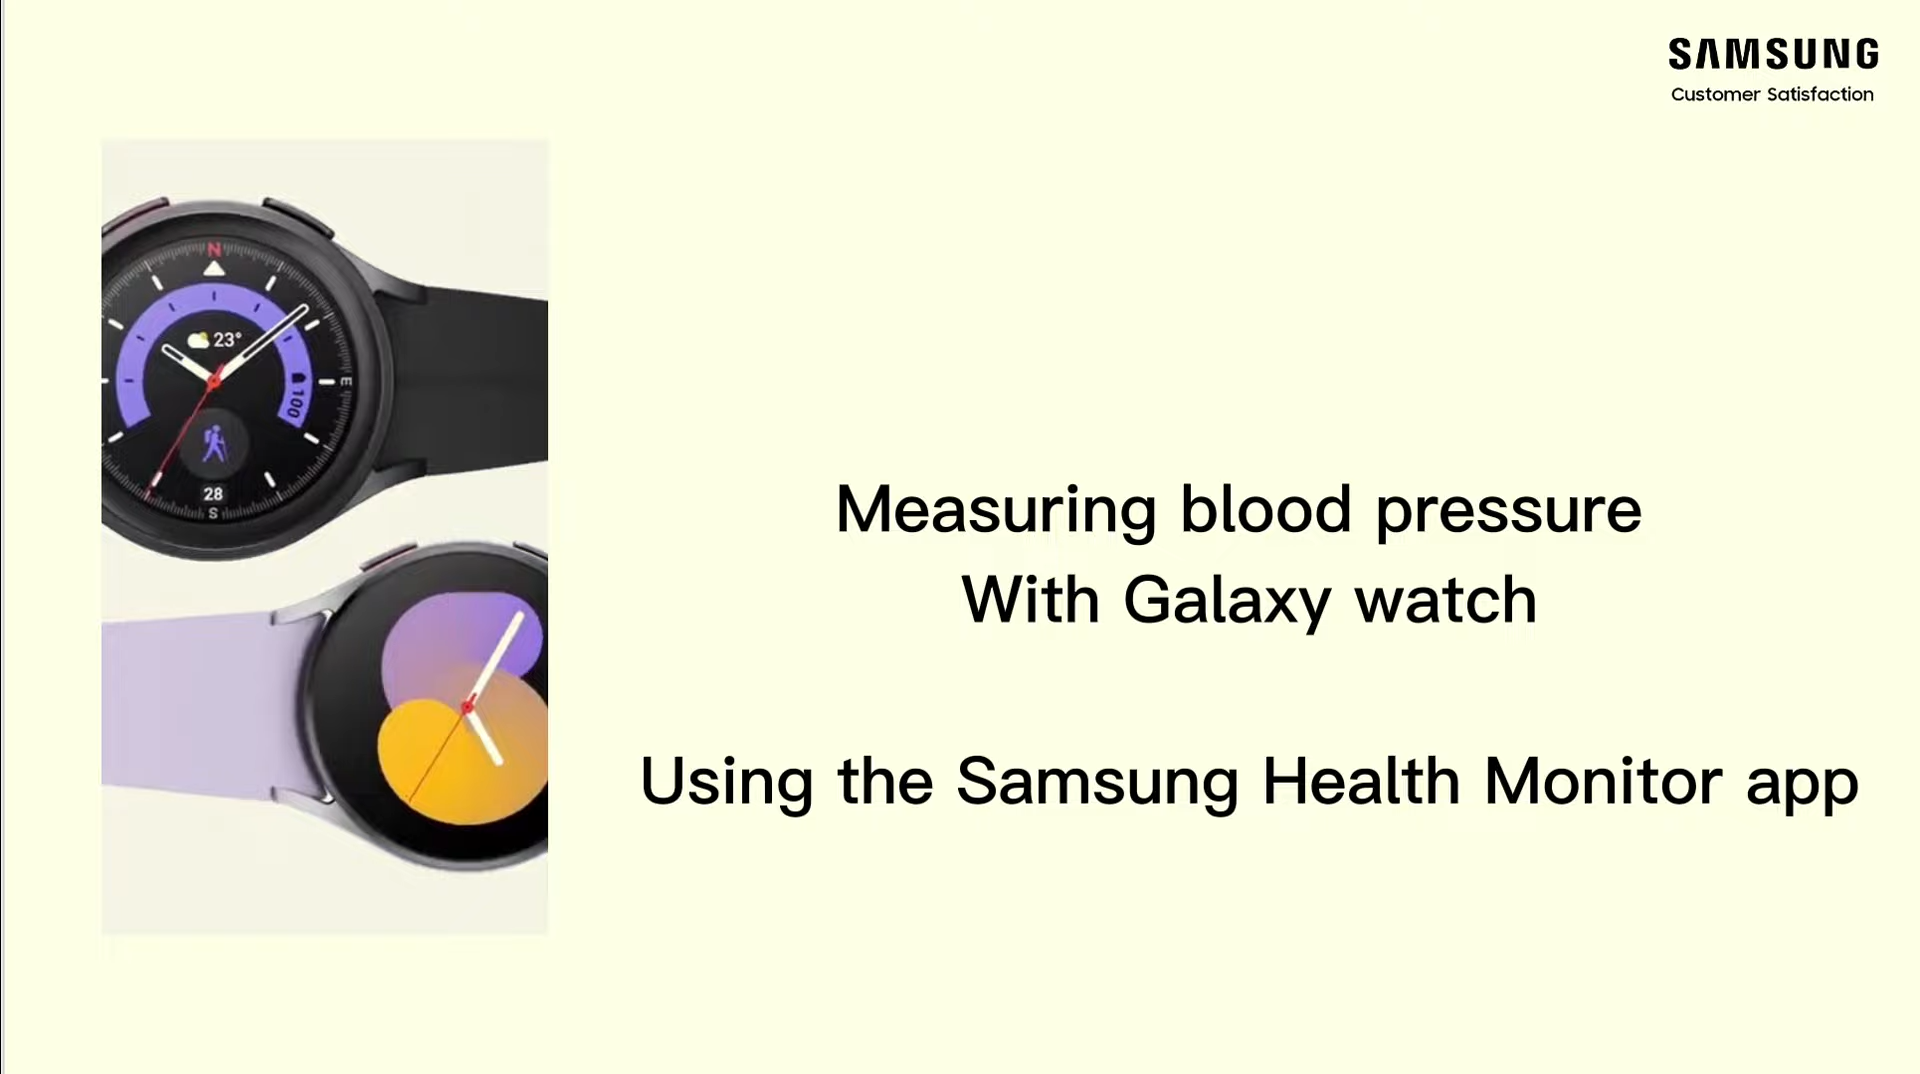 SAMSUNG
Customer Satisfaction
N
23°
E
100
28
S
Measuring blood pressure
With Galaxy watch
Using the Samsung Health Monitor app